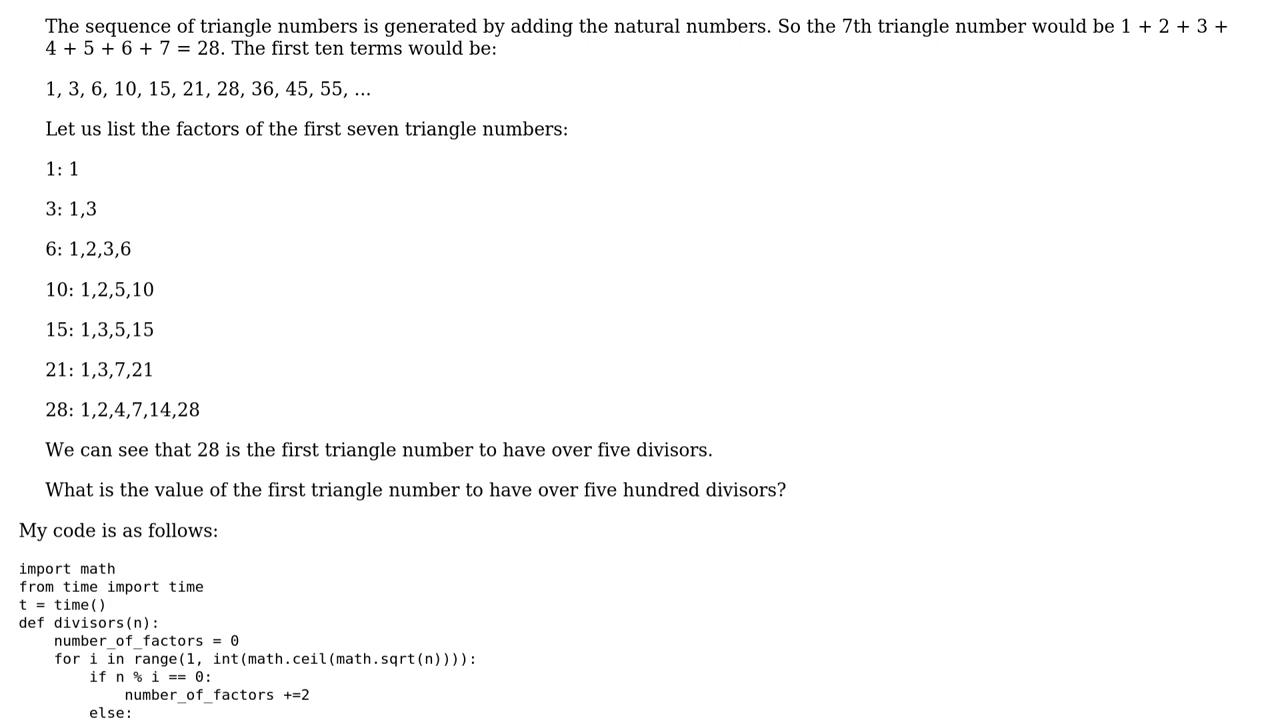 The sequence of triangle numbers is generated by adding the natural numbers. So the 7th triangle number would be 1 + 2 + 3 +
4 + 5 + 6 + 7 = 28. The first ten terms would be:
1, 3, 6, 10, 15, 21, 28, 36, 45, 55, ...
Let us list the factors of the first seven triangle numbers:
1: 1
3: 1,3
6: 1,2,3,6
10: 1,2,5,10
15: 1,3,5,15
21: 1,3,7,21
28: 1,2,4,7,14,28
We can see that 28 is the first triangle number to have over five divisors.
What is the value of the first triangle number to have over five hundred divisors?
My code is as follows:
import math
from time import time
t = time()
def divisors(n):
    number_of_factors = 0
    for i in range(1, int(math.ceil(math.sqrt(n)))):
        if n % i == 0:
            number_of_factors +=2
        else: